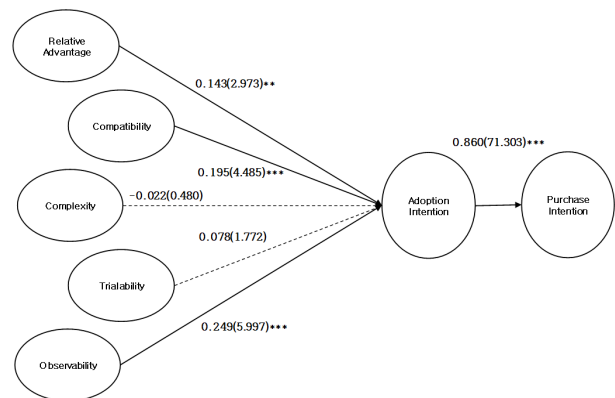 Relative
Advantage
0.143(2.973)**
Compatibility
0.860(71.303)***
0.195(4.485)***
Complexity
-0.022(0.480)
Adoption
Intention
Purchase
Intention
0.078(1.772)
Trialability
0.249(5.997)***
Observability